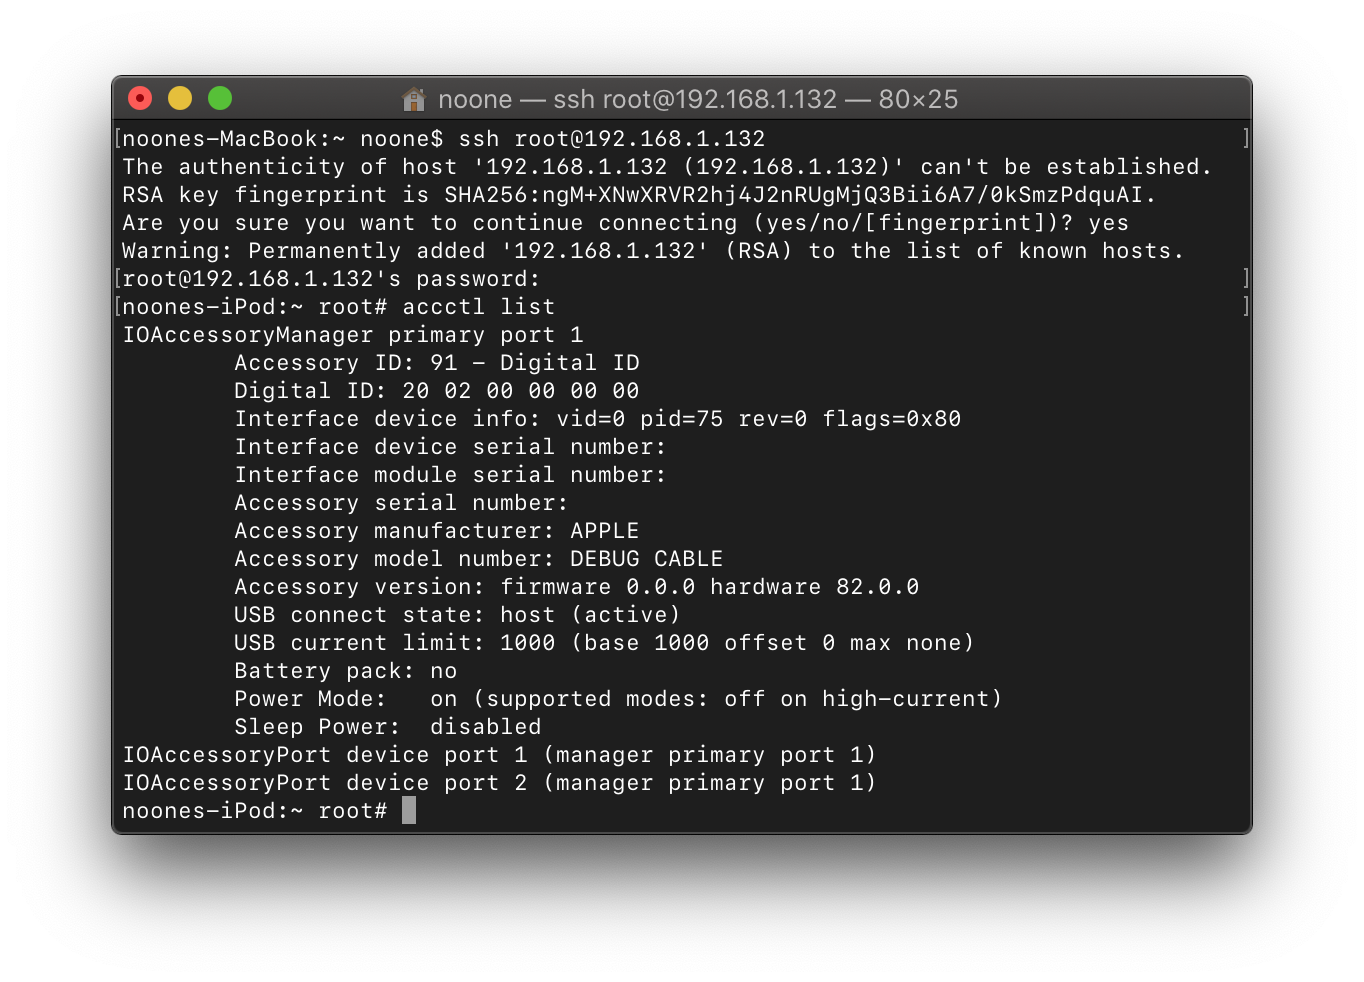 noone — ssh root@192.168.1.132 — 80×25
[noones-MacBook:~ noone$ ssh root@192.168.1.132 ]
The authenticity of host '192.168.1.132 (192.168.1.132)' can't be established.
RSA key fingerprint is SHA256:ngM+XNwXRVR2hj4J2nRUgMjQ3Bii6A7/0kSmzPdquAI.
Are you sure you want to continue connecting (yes/no/[fingerprint])? yes
Warning: Permanently added '192.168.1.132' (RSA) to the list of known hosts.
[root@192.168.1.132's password: ]
[noones-iPod:~ root# accctl list ]
IOAccessoryManager primary port 1
        Accessory ID: 91 - Digital ID
        Digital ID: 20 02 00 00 00 00
        Interface device info: vid=0 pid=75 rev=0 flags=0x80
        Interface device serial number:
        Interface module serial number:
        Accessory serial number:
        Accessory manufacturer: APPLE
        Accessory model number: DEBUG CABLE
        Accessory version: firmware 0.0.0 hardware 82.0.0
        USB connect state: host (active)
        USB current limit: 1000 (base 1000 offset 0 max none)
        Battery pack: no
        Power Mode:   on (supported modes: off on high-current)
        Sleep Power:  disabled
IOAccessoryPort device port 1 (manager primary port 1)
IOAccessoryPort device port 2 (manager primary port 1)
noones-iPod:~ root#